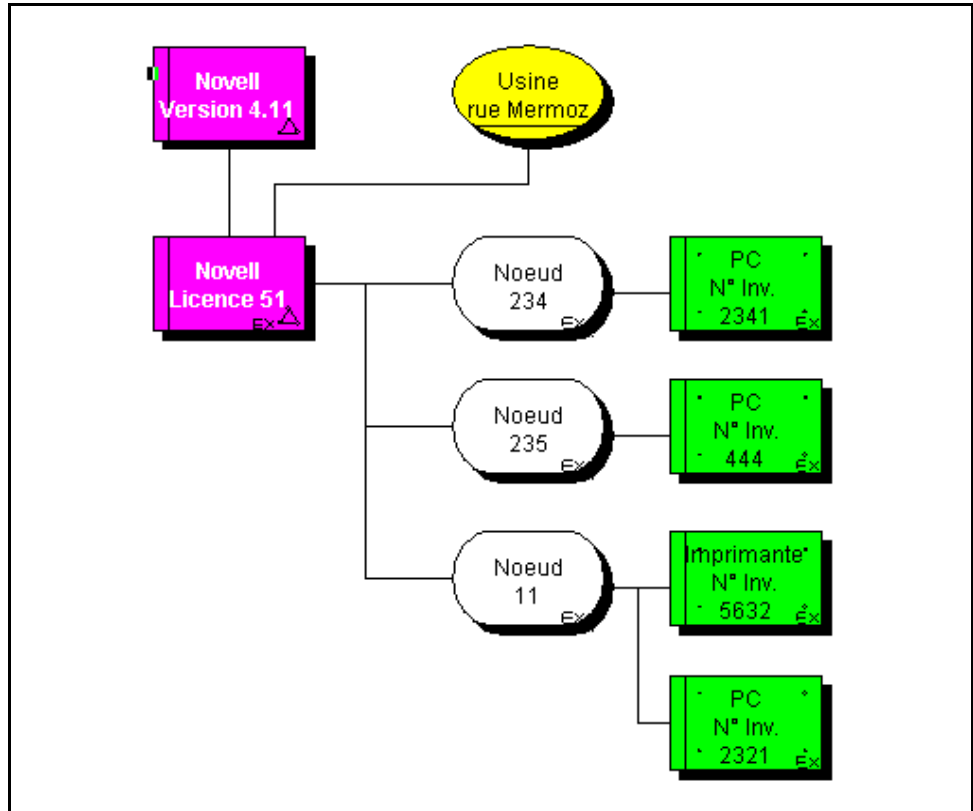 Novell
Version 4.11
Usine
rue Mermoz
Novell
Licence 51
Ex
Noeud
234
Ex
PC
N° Inv.
2341
Ex
Noeud
235
Ex
PC
N° Inv.
444
Ex
Noeud
11
Ex
Imprimante
N° Inv.
5632
Ex
PC
N° Inv.
2321
Ex